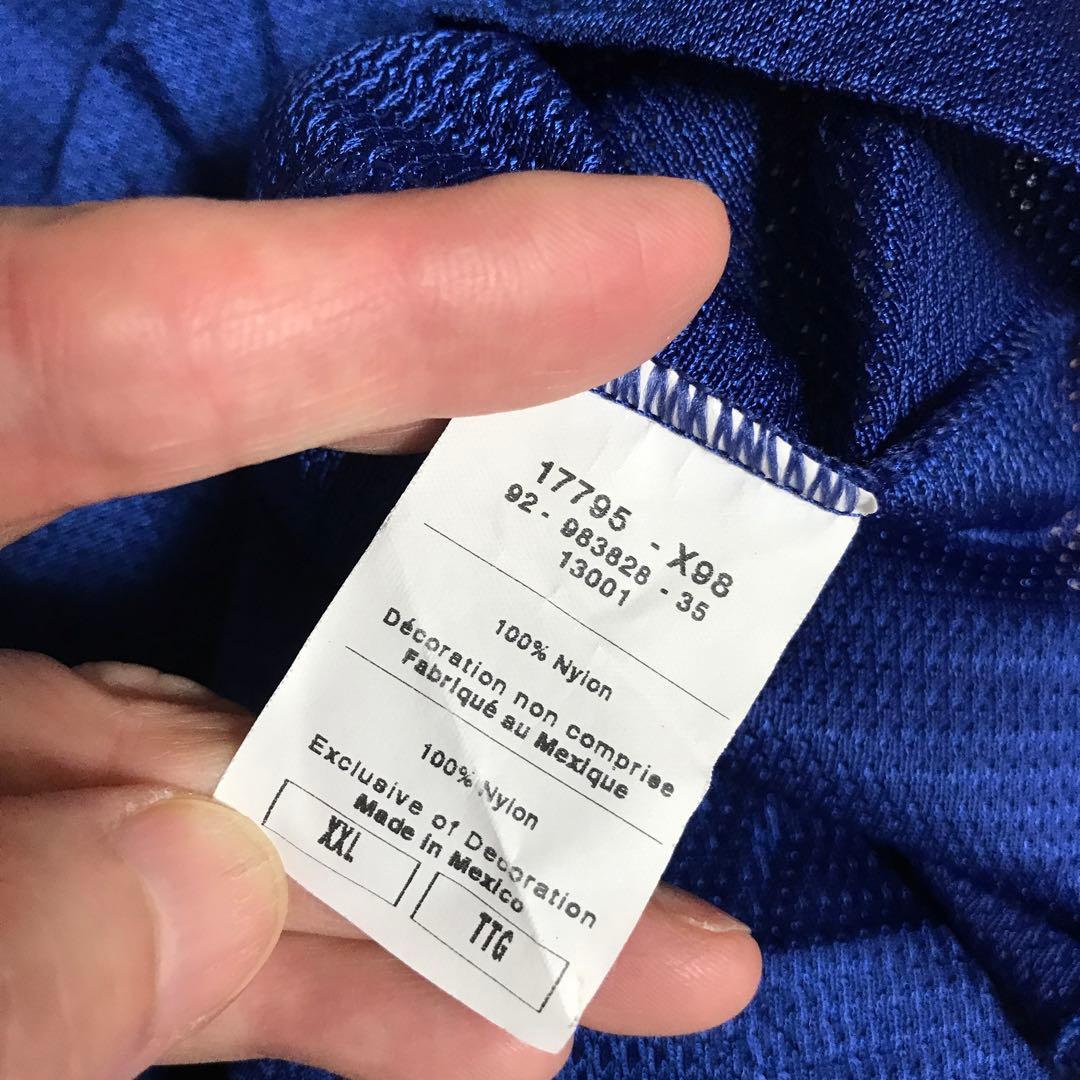 17795 - X98
92 - 983828 - 35
13001
100% Nylon
Décoration non comprise
Fabriqué au Mexique
100% Nylon
Exclusive of Decoration
Made in Mexico
XXL
TTG